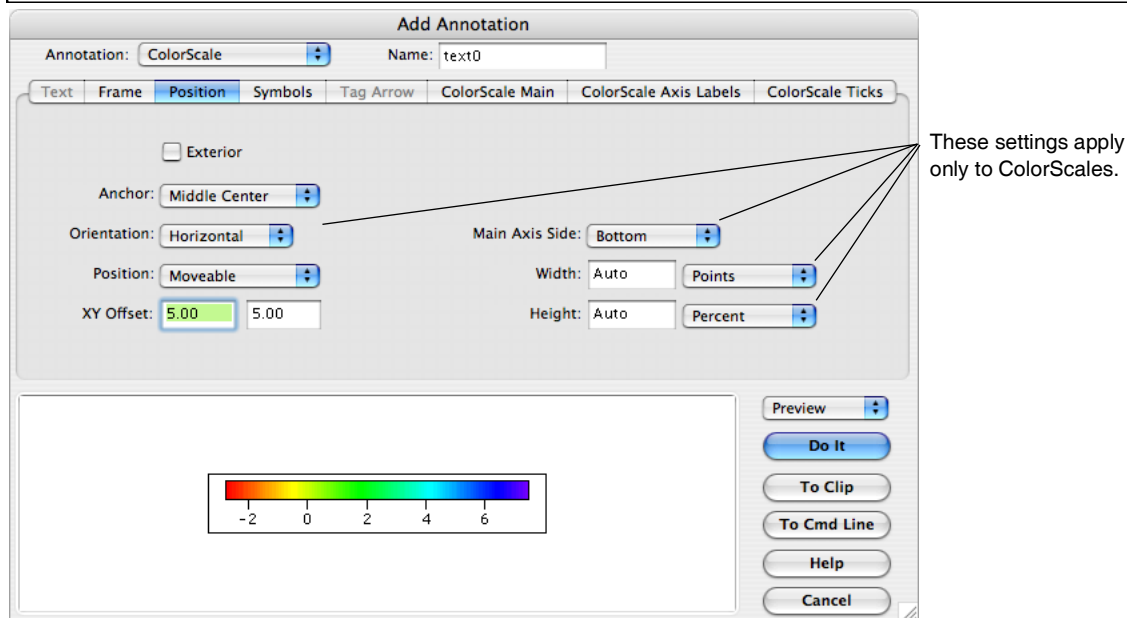 Add Annotation
Annotation: ColorScale Name: text0
Text Frame Position Symbols Tag Arrow ColorScale Main ColorScale Axis Labels ColorScale Ticks
Exterior
These settings apply
only to ColorScales.
Anchor: Middle Center
Orientation: Horizontal Main Axis Side: Bottom
Position: Moveable Width: Auto Points
XY Offset: 5.00 5.00 Height: Auto Percent
Preview
Do It
To Clip
-2 0 2 4 6
To Cmd Line
Help
Cancel